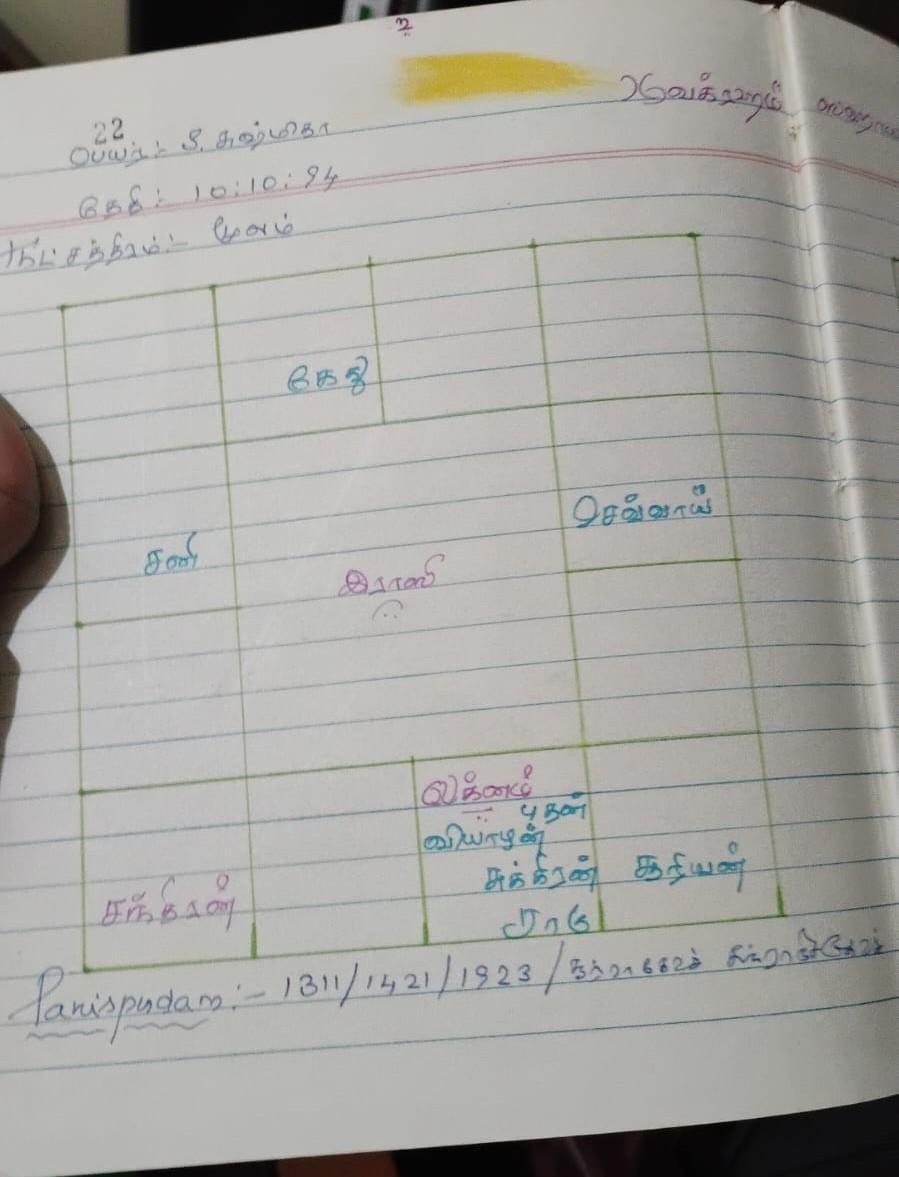 22
பெயர் :-
தேதி :- 10:10:94
நட்சத்திரம் :- மூலம்
கேது
செவ்வாய்
சனி
இராசி
லக்னம்
புதன்
வியாழன்
சுக்கிரன் சூரியன்
சந்திரன்
ராகு
Parispudam :- 1311/1421/1923/